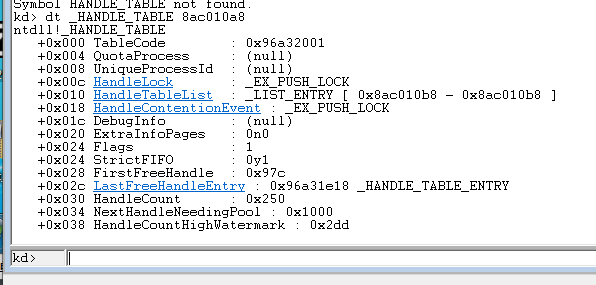 Symbol HANDLE_TABLE not found.
kd> dt _HANDLE_TABLE 8ac010a8
ntdll!_HANDLE_TABLE
+0x000 TableCode : 0x96a32001
+0x004 QuotaProcess : (null)
+0x008 UniqueProcessId : (null)
+0x00c HandleLock : _EX_PUSH_LOCK
+0x010 HandleTableList : _LIST_ENTRY [ 0x8ac010b8 - 0x8ac010b8 ]
+0x018 HandleContentionEvent : _EX_PUSH_LOCK
+0x01c DebugInfo : (null)
+0x020 ExtraInfoPages : 0n0
+0x024 Flags : 1
+0x024 StrictFIFO : 0y1
+0x028 FirstFreeHandle : 0x97c
+0x02c LastFreeHandleEntry : 0x96a31e18 _HANDLE_TABLE_ENTRY
+0x030 HandleCount : 0x250
+0x034 NextHandleNeedingPool : 0x1000
+0x038 HandleCountHighWatermark : 0x2dd
kd>